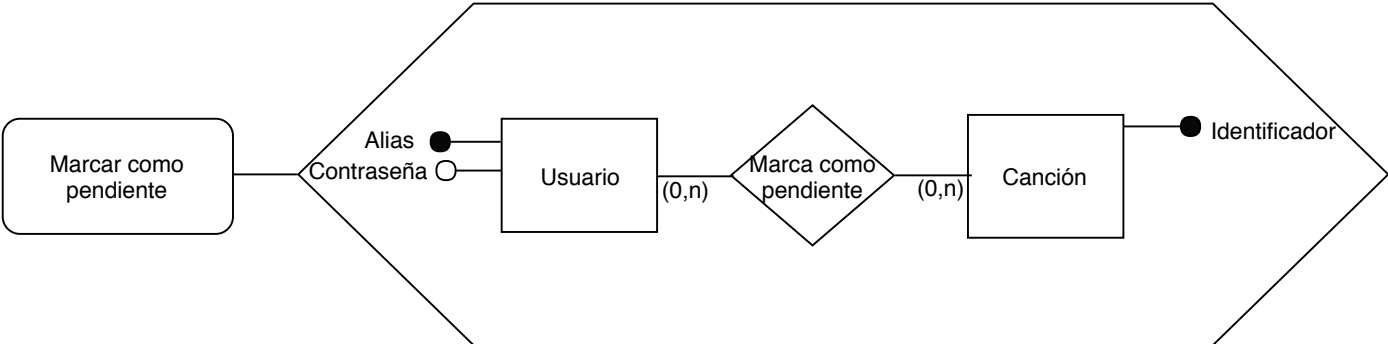 Marcar como
pendiente
Alias
Contraseña
Usuario
(0,n)
Marca como
pendiente
(0,n)
Canción
Identificador